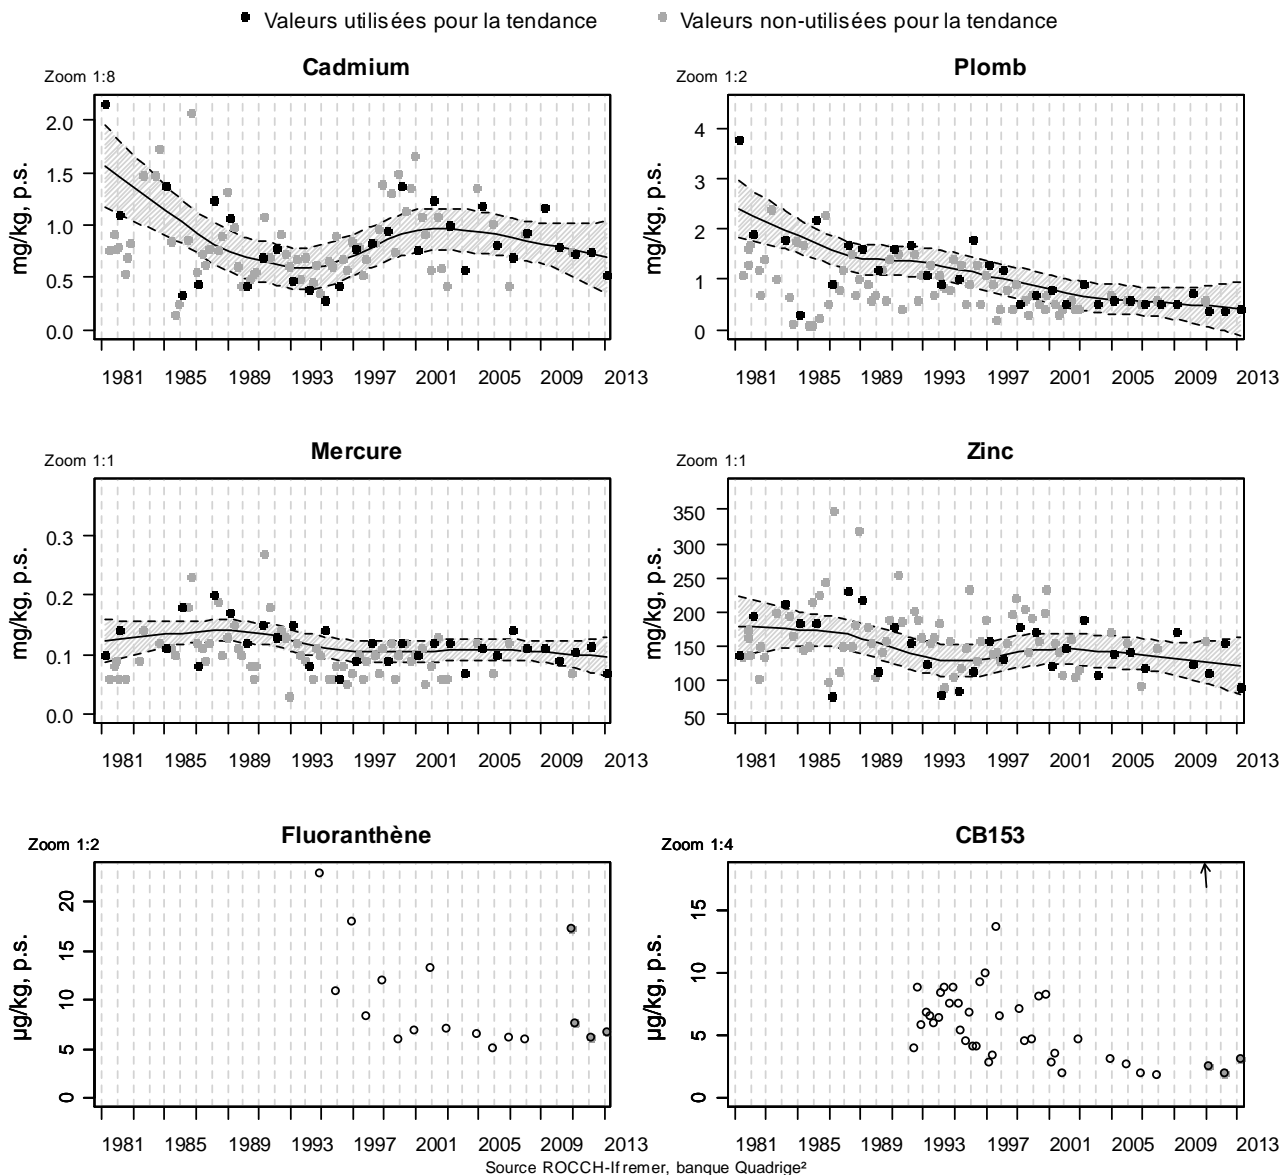 Valeurs utilisées pour la tendance
Valeurs non-utilisées pour la tendance
Zoom 1:8
Cadmium
mg/kg, p.s.
2.0
1.5
1.0
0.5
0.0
1981 1985 1989 1993 1997 2001 2005 2009 2013
Zoom 1:2
Plomb
mg/kg, p.s.
4
3
2
1
0
1981 1985 1989 1993 1997 2001 2005 2009 2013
Zoom 1:1
Mercure
mg/kg, p.s.
0.3
0.2
0.1
0.0
1981 1985 1989 1993 1997 2001 2005 2009 2013
Zoom 1:1
Zinc
mg/kg, p.s.
350
300
250
200
150
100
50
1981 1985 1989 1993 1997 2001 2005 2009 2013
Zoom 1:2
Fluoranthène
µg/kg, p.s.
20
15
10
5
0
1981 1985 1989 1993 1997 2001 2005 2009 2013
Zoom 1:4
CB153
µg/kg, p.s.
15
10
5
0
1981 1985 1989 1993 1997 2001 2005 2009 2013
Source ROCCH-Ifremer, banque Quadrige²